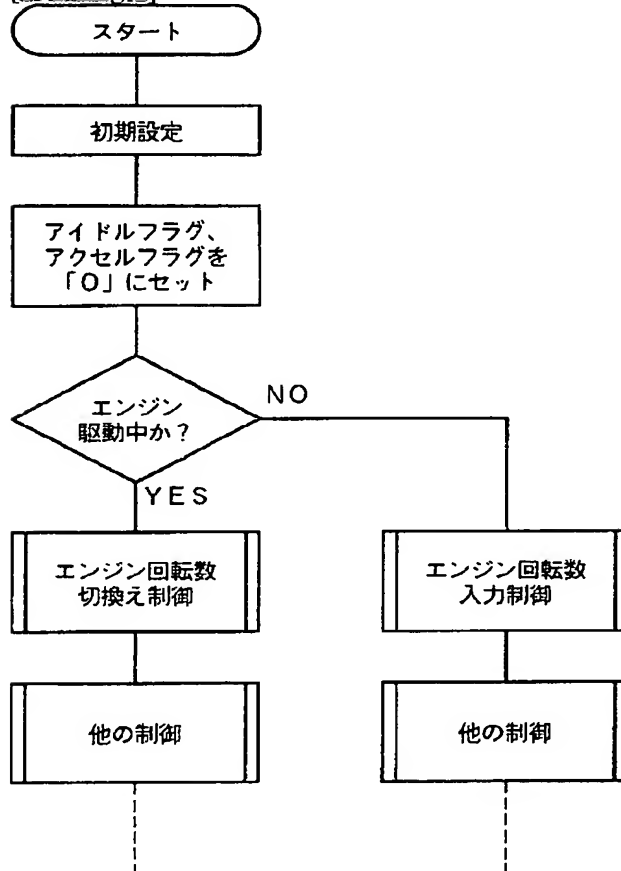 スタート
初期設定
アイドルフラグ、
アクセルフラグを
「0」にセット
エンジン
駆動中か?
NO
YES
エンジン回転数
切換え制御
エンジン回転数
入力制御
他の制御
他の制御